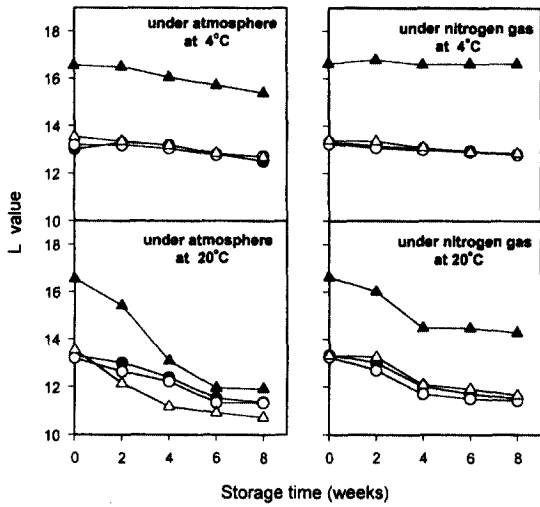 18
16
14
12
10
under atmosphere
at 4°C
under nitrogen gas
at 4°C
16
14
12
10
under atmosphere
at 20°C
under nitrogen gas
at 20°C
L value
0 2 4 6 8
0 2 4 6 8
Storage time (weeks)